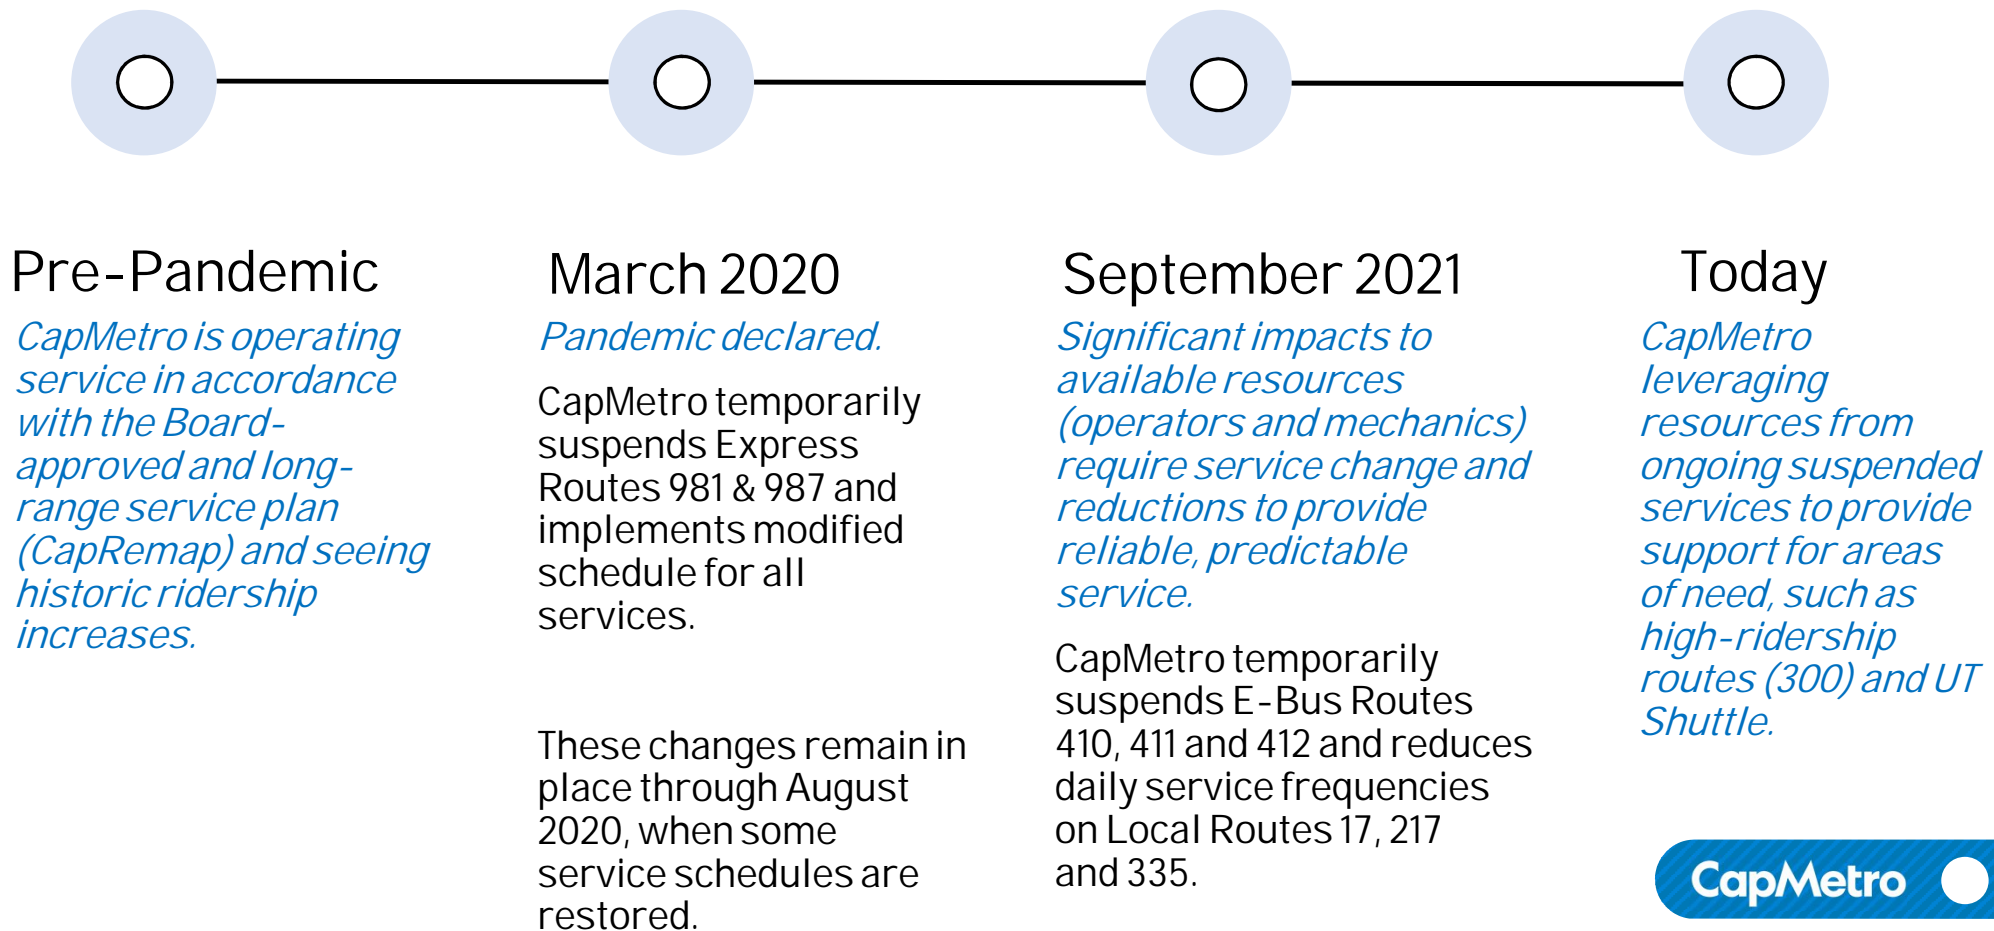 Pre-Pandemic
CapMetro is operating
service in accordance
with the Board-
approved and long-
range service plan
(CapRemap) and seeing
historic ridership
increases.
March 2020
Pandemic declared.
CapMetro temporarily
suspends Express
Routes 981 & 987 and
implements modified
schedule for all
services.
These changes remain in
place through August
2020, when some
service schedules are
restored.
September 2021
Significant impacts to
available resources
(operators and mechanics)
require service change and
reductions to provide
reliable, predictable
service.
CapMetro temporarily
suspends E-Bus Routes
410, 411 and 412 and reduces
daily service frequencies
on Local Routes 17, 217
and 335.
Today
CapMetro
leveraging
resources from
ongoing suspended
services to provide
support for areas
of need, such as
high-ridership
routes (300) and UT
Shuttle.
CapMetro